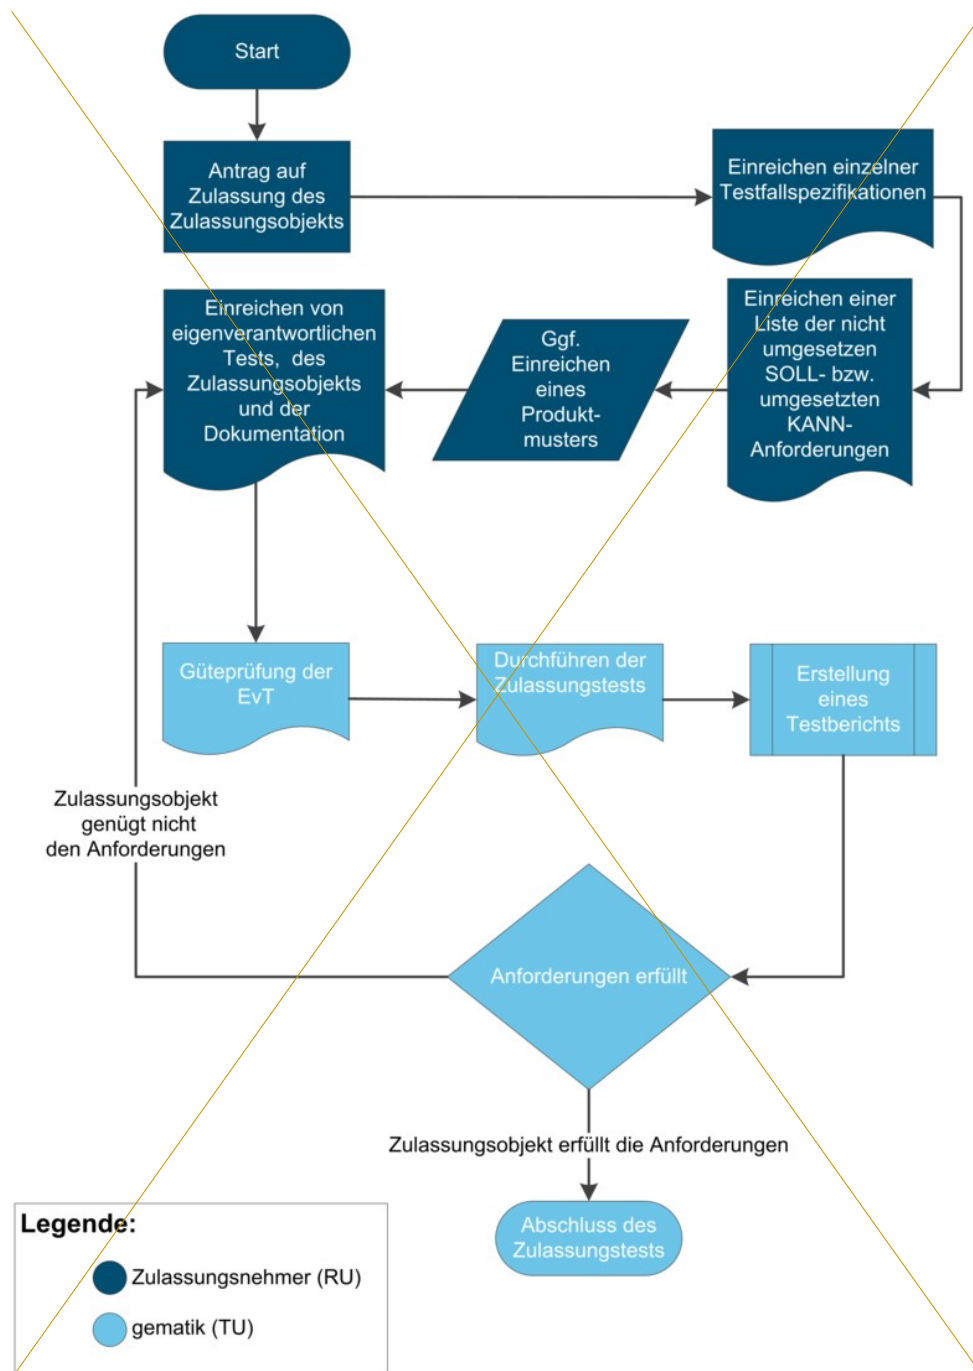 Start
Antrag auf
Zulassung des
Zulassungsobjekts
Einreichen einzelner
Testfallspezifikationen
Einreichen einer
Liste der nicht
umgesetzen
SOLL- bzw.
umgesetzten
KANN-
Anforderungen
Ggf.
Einreichen
eines
Produkt-
musters
Einreichen von
eigenverantwortlichen
Tests, des
Zulassungsobjekts
und der
Dokumentation
Güteprüfung der
EvT
Durchführen der
Zulassungstests
Erstellung
eines
Testberichts
Zulassungsobjekt
genügt nicht
den Anforderungen
Anforderungen erfüllt
Zulassungsobjekt erfüllt die Anforderungen
Abschluss des
Zulassungstests
Legende:
Zulassungsnehmer (RU)
gematik (TU)